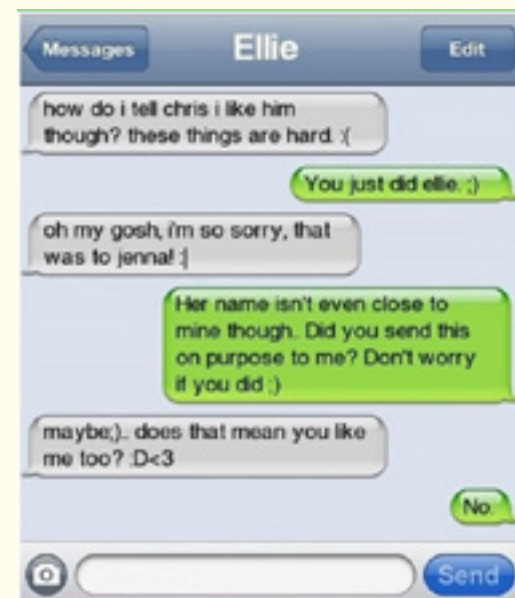 Messages
Ellie
Edit
how do i tell chris i like him
though? these things are hard. :(
You just did ellie. ;)
oh my gosh, i'm so sorry, that
was to jenna! :|
Her name isn't even close to
mine though. Did you send this
on purpose to me? Don't worry
if you did ;)
maybe;).. does that mean you like
me too? :D<3
No.
Send